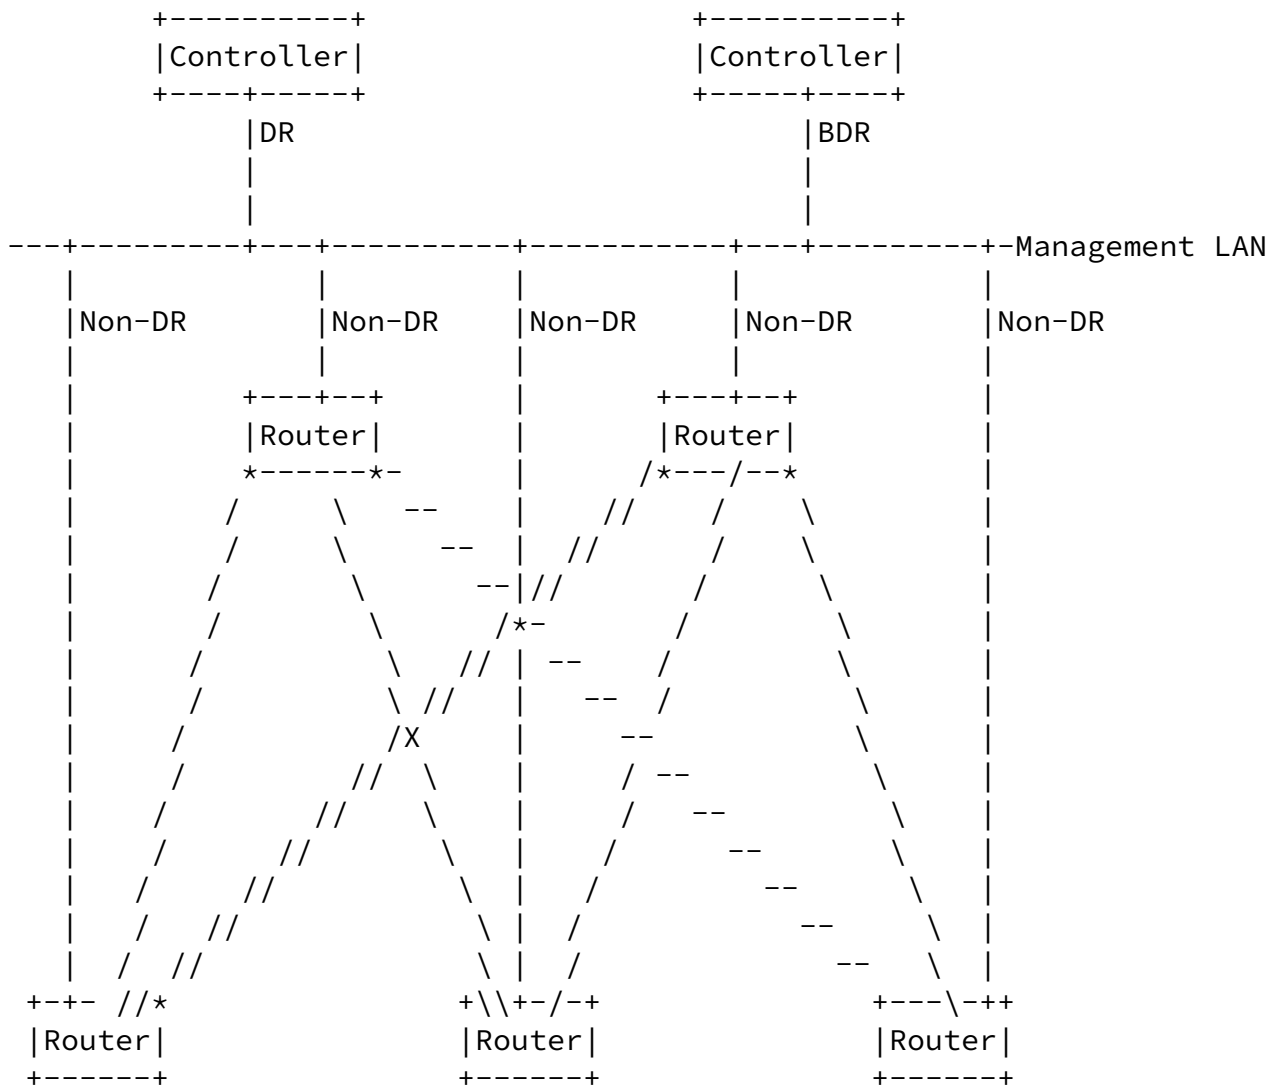 Controller Controller
DR BDR
Management LAN
Non-DR Non-DR Non-DR Non-DR Non-DR
Router Router
X
Router Router Router